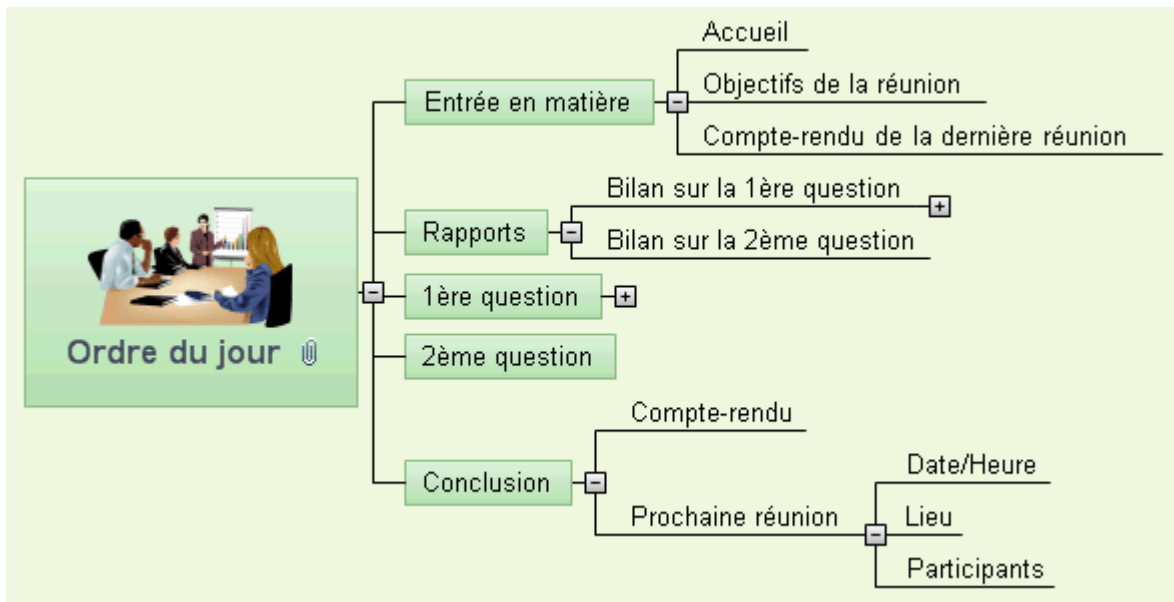 Ordre du jour
Entrée en matière
Accueil
Objectifs de la réunion
Compte-rendu de la dernière réunion
Rapports
Bilan sur la 1ère question
Bilan sur la 2ème question
1ère question
2ème question
Conclusion
Compte-rendu
Prochaine réunion
Date/Heure
Lieu
Participants